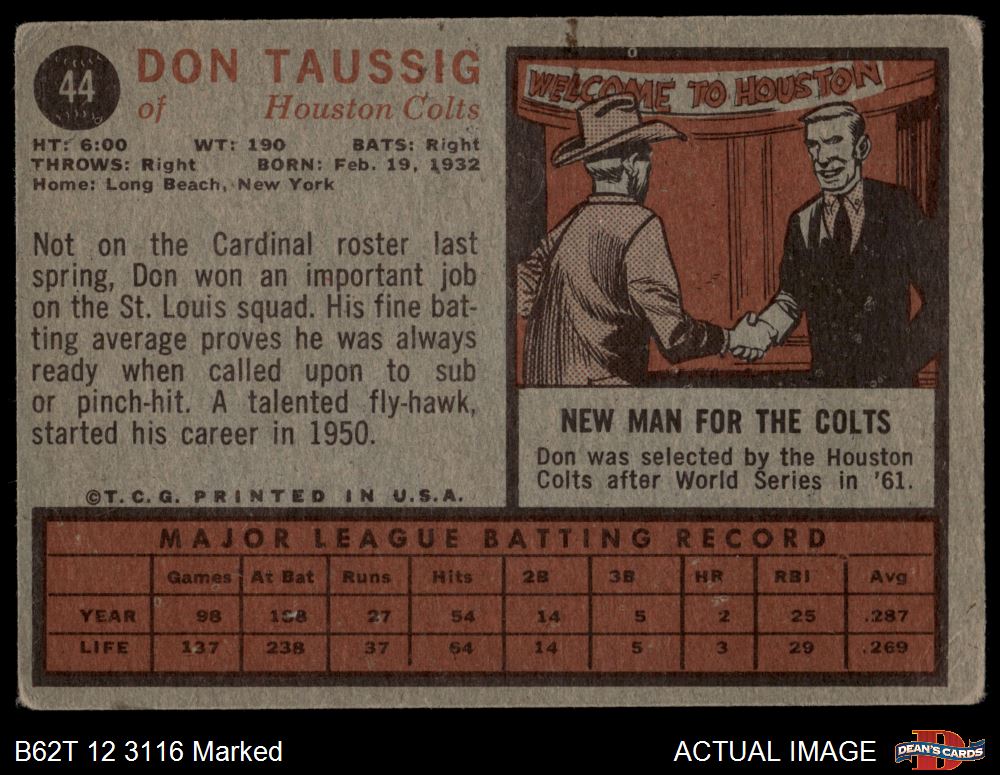 44
DON TAUSSIG
of Houston Colts
HT: 6:00 WT: 190 BATS: Right
THROWS: Right BORN: Feb. 19, 1932
Home: Long Beach, New York
Not on the Cardinal roster last
spring, Don won an important job
on the St. Louis squad. His fine bat-
ting average proves he was always
ready when called upon to sub
or pinch-hit. A talented fly-hawk,
started his career in 1950.
©T. C. G. PRINTED IN U.S.A.
WELCOME TO HOUSTON
NEW MAN FOR THE COLTS
Don was selected by the Houston
Colts after World Series in '61.
MAJOR LEAGUE BATTING RECORD
Games At Bat Runs Hits 2B 3B HR RBI Avg
YEAR 98 188 27 54 14 5 2 25 .287
LIFE 137 238 37 64 14 5 3 29 .269
B62T 12 3116 Marked
ACTUAL IMAGE
D
DEAN'S CARDS